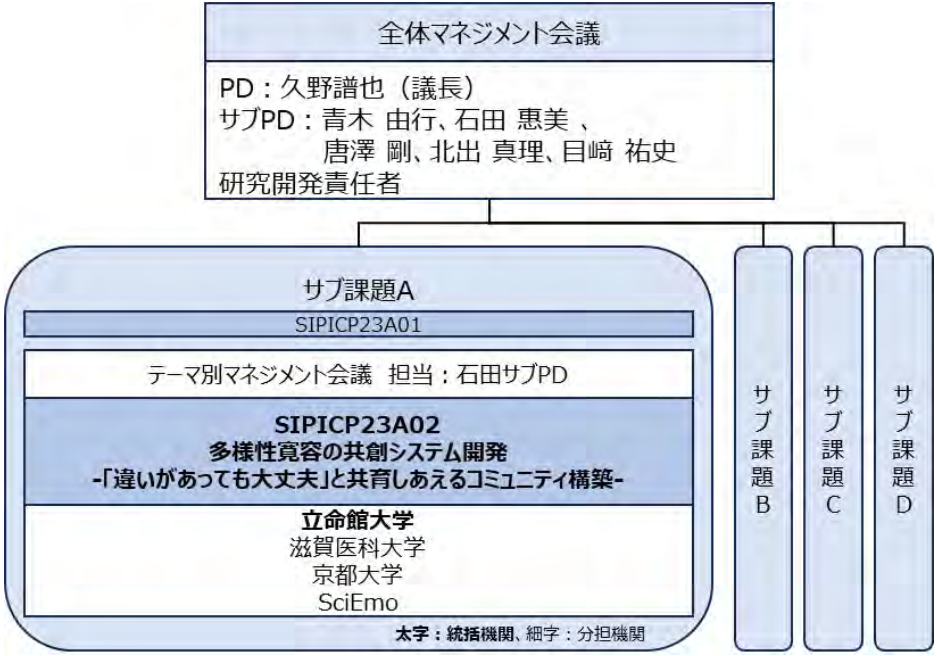 全体マネジメント会議
PD：久野譜也（議長）
サブPD：青木 由行、石田 惠美 、
唐澤 剛、北出 真理、目﨑 祐史
研究開発責任者
サブ課題A
SIPICP23A01
テーマ別マネジメント会議 担当：石田サブPD
SIPICP23A02
多様性寛容の共創システム開発
-「違いがあっても大丈夫」と共育しあえるコミュニティ構築-
立命館大学
滋賀医科大学
京都大学
SciEmo
太字：統括機関、細字：分担機関
サブ課題B
サブ課題C
サブ課題D